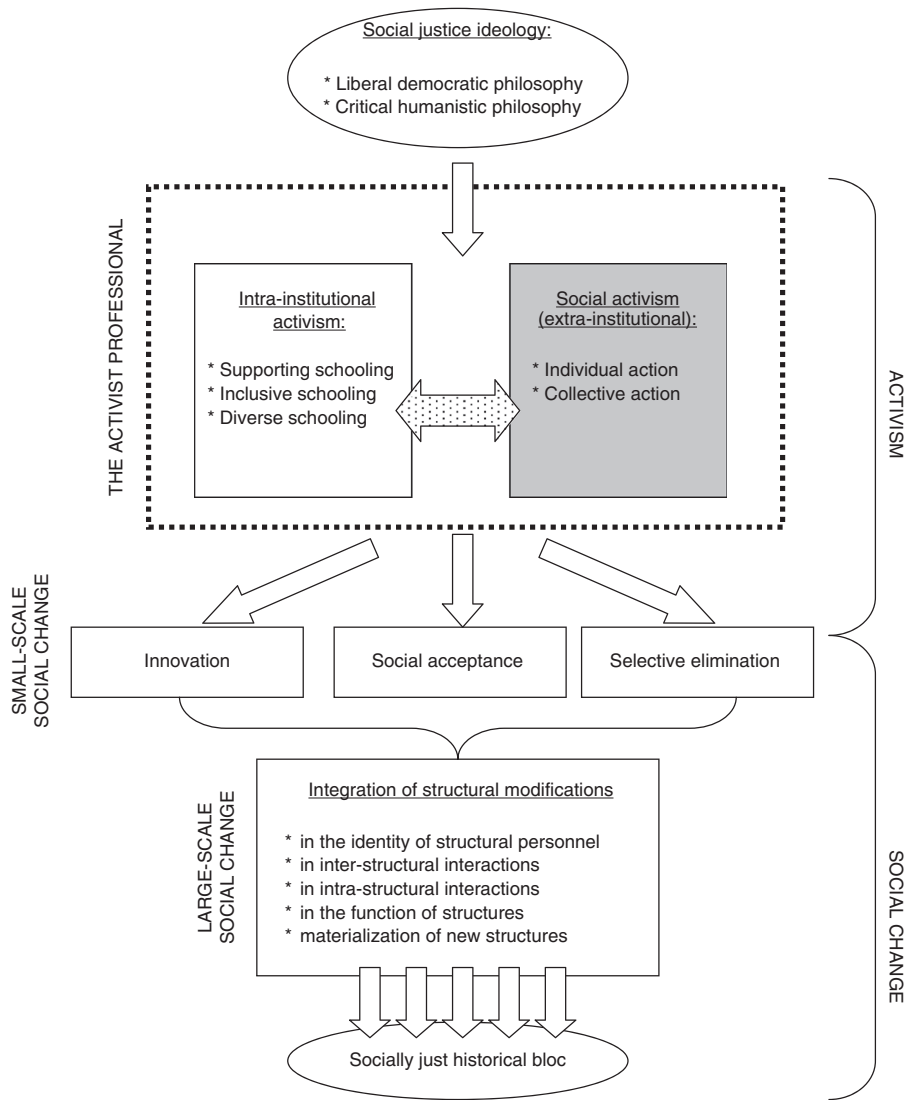 Social justice ideology:
* Liberal democratic philosophy
* Critical humanistic philosophy
THE ACTIVIST PROFESSIONAL
Intra-institutional
activism:
* Supporting schooling
* Inclusive schooling
* Diverse schooling
Social activism
(extra-institutional):
* Individual action
* Collective action
ACTIVISM
SMALL-SCALE
SOCIAL CHANGE
Innovation
Social acceptance
Selective elimination
LARGE-SCALE
SOCIAL CHANGE
Integration of structural modifications
* in the identity of structural personnel
* in inter-structural interactions
* in intra-structural interactions
* in the function of structures
* materialization of new structures
SOCIAL CHANGE
Socially just historical bloc